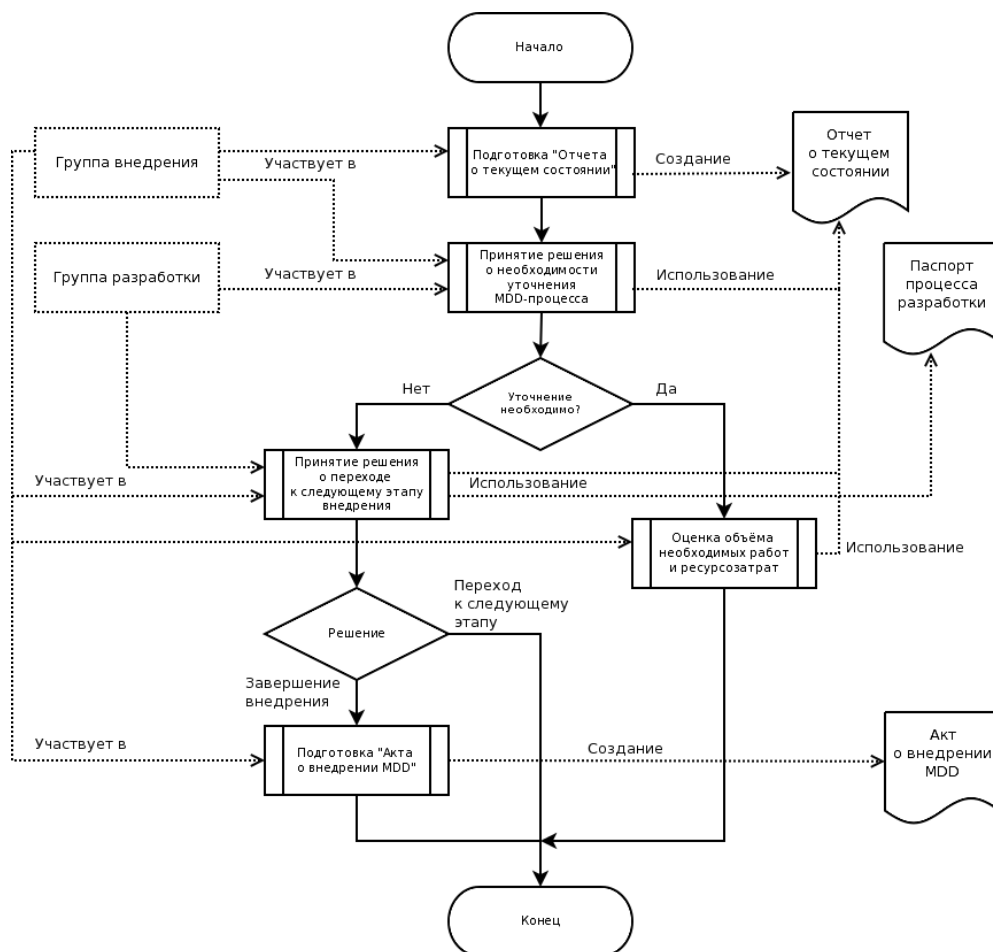 Начало
Группа внедрения
Участвует в
Подготовка "Отчета
о текущем состоянии"
Создание
Отчет
о текущем
состоянии
Группа разработки
Участвует в
Принятие решения
о необходимости
уточнения
MDD-процесса
Использование
Паспорт
процесса
разработки
Нет
Уточнение
необходимо?
Да
Участвует в
Принятие решения
о переходе
к следующему этапу
внедрения
Использование
Оценка объёма
необходимых работ
и ресурсозатрат
Использование
Переход
к следующему
этапу
Решение
Завершение
внедрения
Участвует в
Подготовка "Акта
о внедрении MDD"
Создание
Акт
о внедрении
MDD
Конец